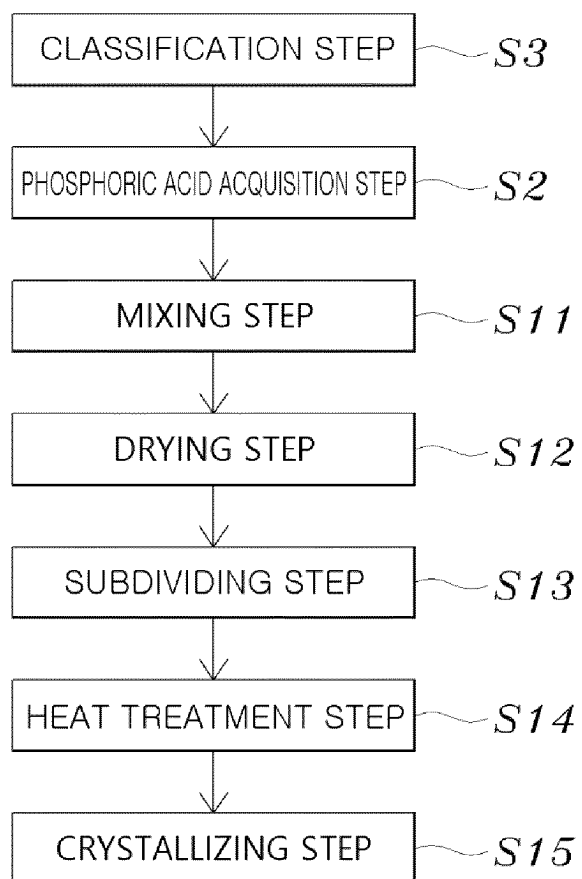 CLASSIFICATION STEP S3
PHOSPHORIC ACID ACQUISITION STEP S2
MIXING STEP S11
DRYING STEP S12
SUBDIVIDING STEP S13
HEAT TREATMENT STEP S14
CRYSTALLIZING STEP S15